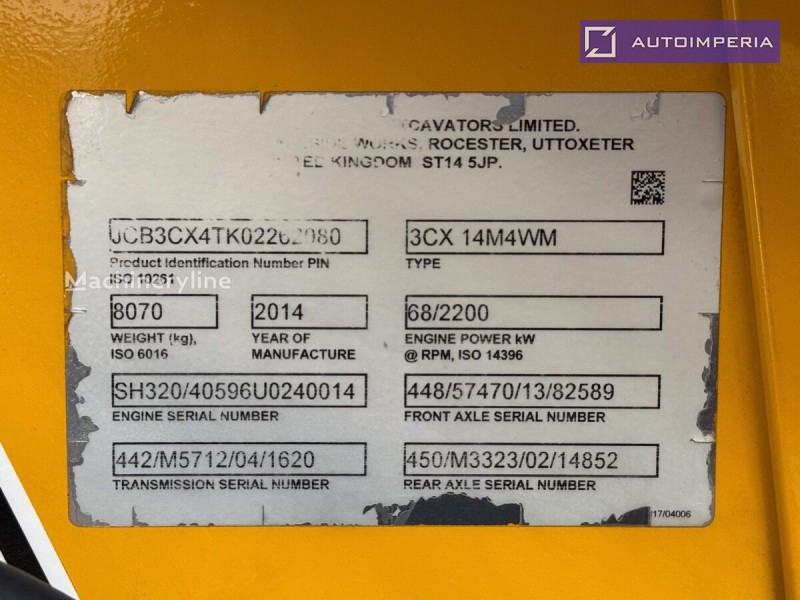 AUTOIMPERIA
CAVATORS LIMITED.
WORKS, ROCESTER, UTTOXETER
KINGDOM ST14 5JP.
3CX 14M4WM
Product Identification Number PIN
ISO 10261
TYPE
Machineryline
8070
2014
68/2200
WEIGHT (kg),
ISO 6016
YEAR OF
MANUFACTURE
ENGINE POWER kW
@ RPM, ISO 14396
SH320/40596U0240014
448/57470/13/82589
ENGINE SERIAL NUMBER
FRONT AXLE SERIAL NUMBER
442/M5712/04/1620
450/M3323/02/14852
TRANSMISSION SERIAL NUMBER
REAR AXLE SERIAL NUMBER
17/04006